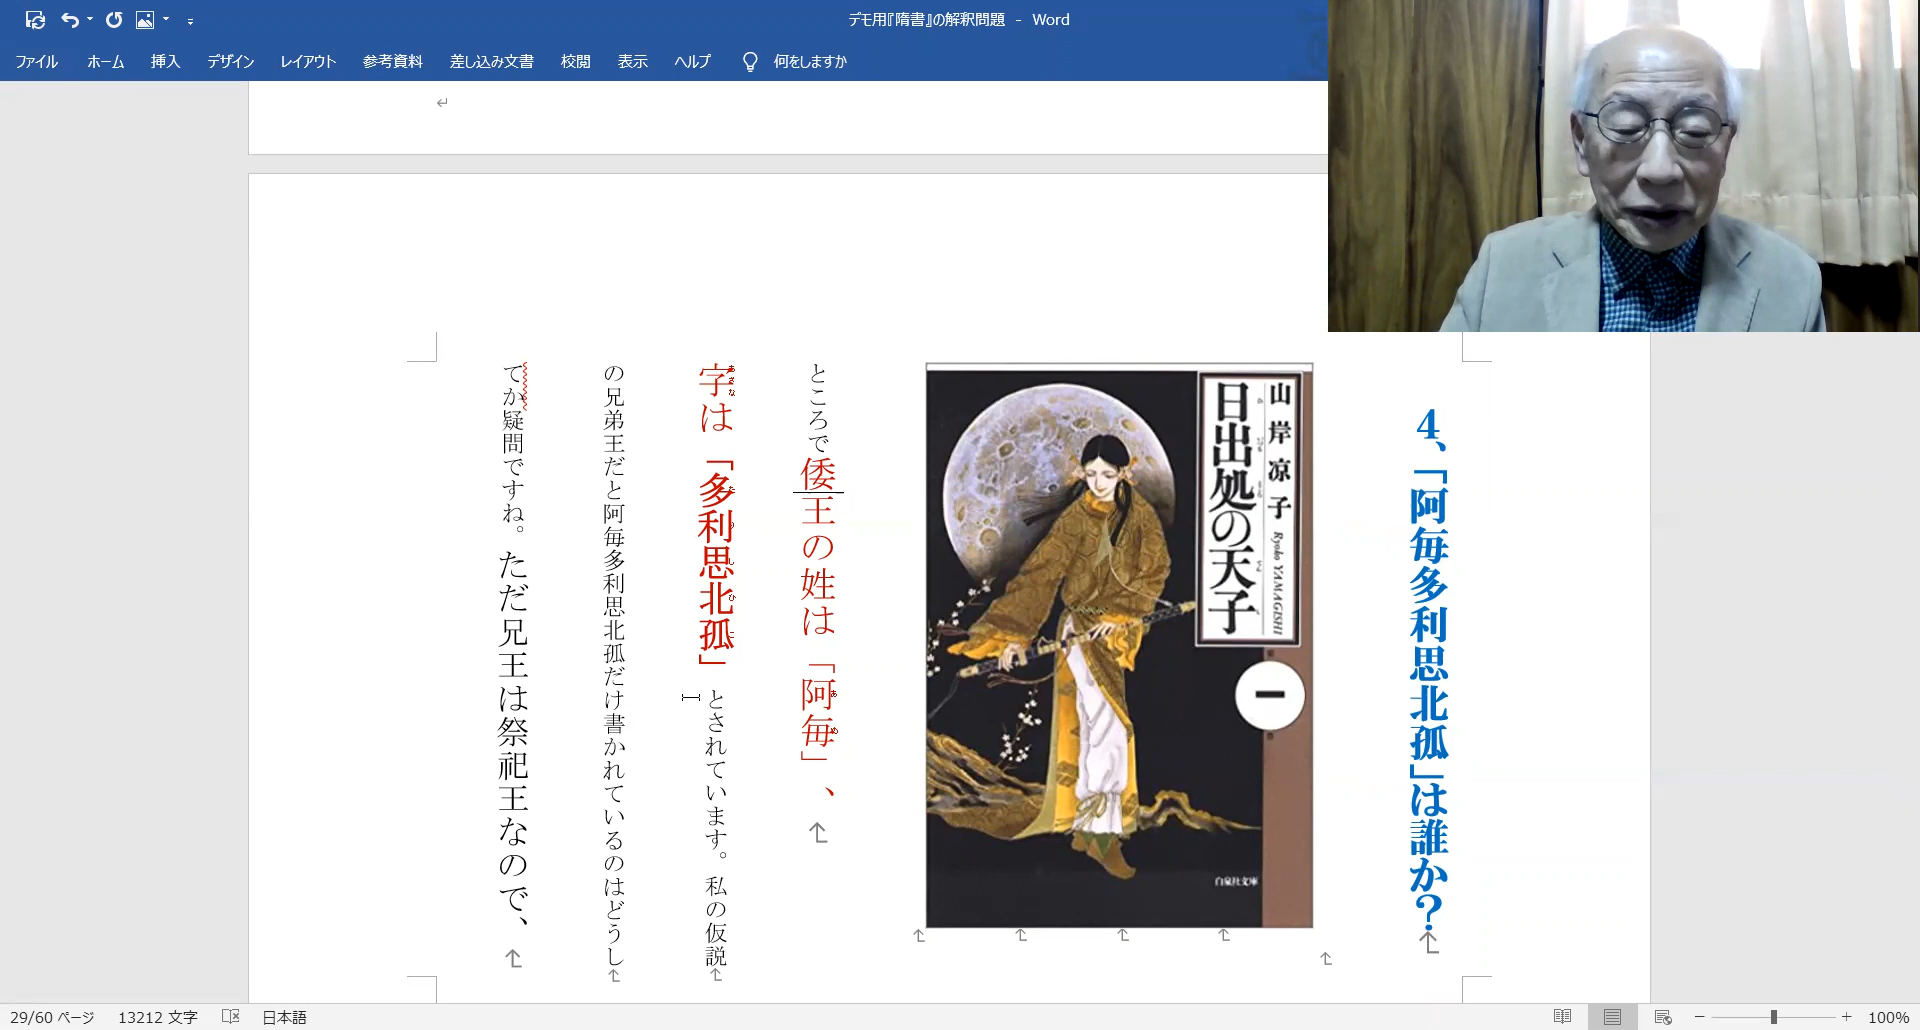 デモ用『隋書』の解釈問題 - Word
ファイル ホーム 挿入 デザイン レイアウト 参考資料 差し込み文書 校閲 表示 ヘルプ 何をしますか
4、「阿毎多利思北孤」は誰か?
山岸凉子 Ryoko YAMAGISHI
日出処の天子
一
白泉社文庫
ところで倭王の姓は「阿毎」、
字は「多利思北孤」とされています。私の仮説
の兄弟王だと阿毎多利思北孤だけ書かれているのはどうし
てか疑問ですね。ただ兄王は祭祀王なので、
29/60 ページ 13212 文字 日本語 100%